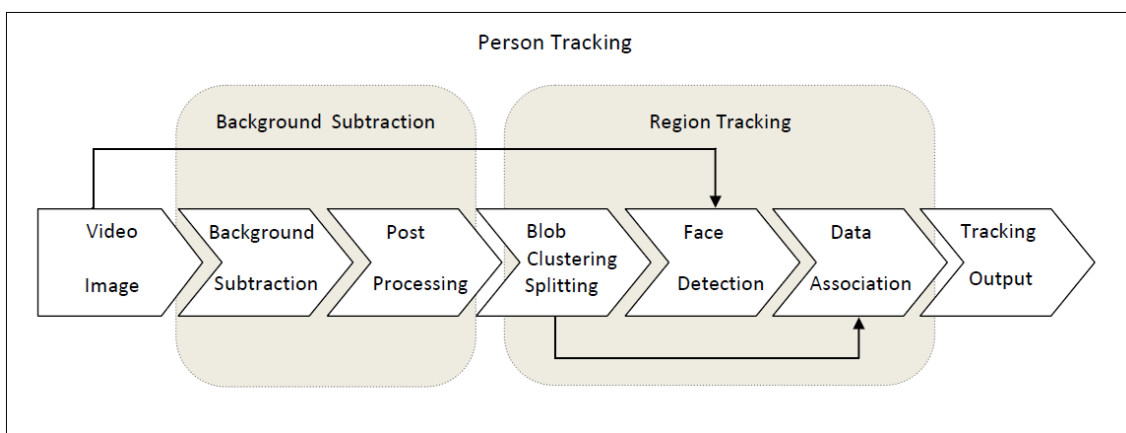 Person Tracking
Background Subtraction
Region Tracking
Video
Image
Background
Subtraction
Post
Processing
Blob
Clustering
Splitting
Face
Detection
Data
Association
Tracking
Output